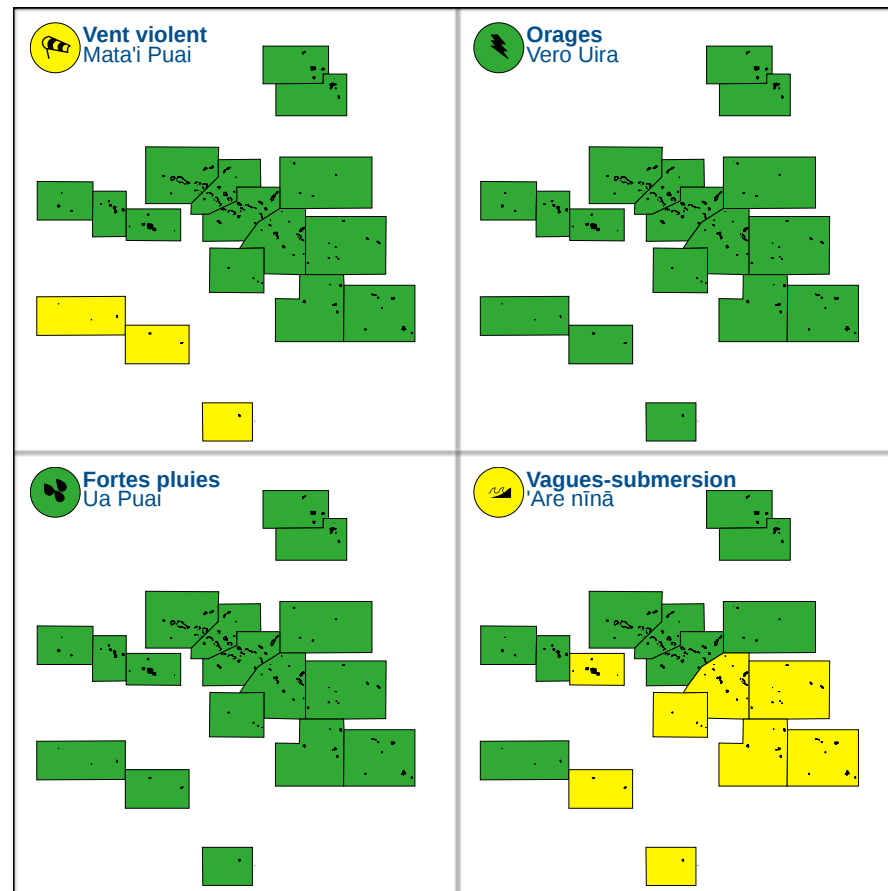 Vent violent
Mata'i Puai
Orages
Vero Uira
Fortes pluies
Ua Puai
Vagues-submersion
'Are nīnā